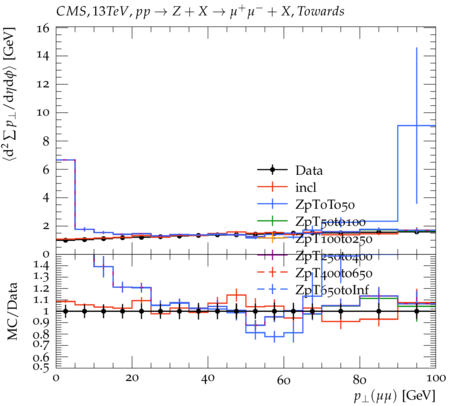 CMS, 13TeV, pp → Z + X → μ⁺μ⁻ + X, Towards
⟨d² ∑ p⊥/dηdϕ⟩ [GeV]
16
14
12
10
8
6
4
2
0
Data
incl
ZpT0To50
ZpT50to100
ZpT100to250
ZpT250to400
ZpT400to650
ZpT650toInf
MC/Data
1.4
1.3
1.2
1.1
1
0.9
0.8
0.7
0.6
0.5
0 20 40 60 80 100
p⊥(μμ) [GeV]